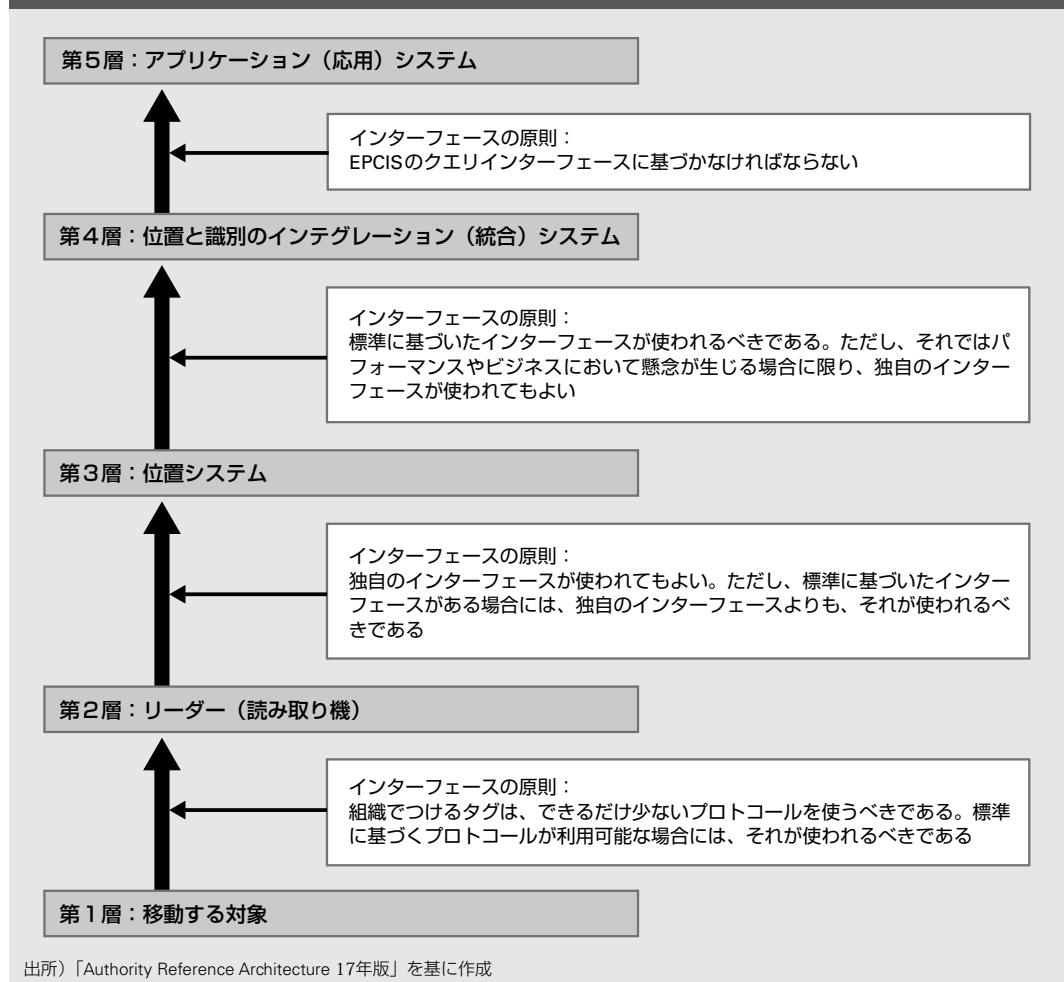 第5層：アプリケーション（応用）システム
インターフェースの原則：
EPCISのクエリインターフェースに基づかなければならない
第4層：位置と識別のインテグレーション（統合）システム
インターフェースの原則：
標準に基づいたインターフェースが使われるべきである。ただし、それではパ
フォーマンスやビジネスにおいて懸念が生じる場合に限り、独自のインター
フェースが使われてもよい
第3層：位置システム
インターフェースの原則：
独自のインターフェースが使われてもよい。ただし、標準に基づいたインター
フェースがある場合には、独自のインターフェースよりも、それが使われるべ
きである
第2層：リーダー（読み取り機）
インターフェースの原則：
組織でつけるタグは、できるだけ少ないプロトコールを使うべきである。標準
に基づくプロトコールが利用可能な場合には、それが使われるべきである
第1層：移動する対象
出所）「Authority Reference Architecture 17年版」を基に作成